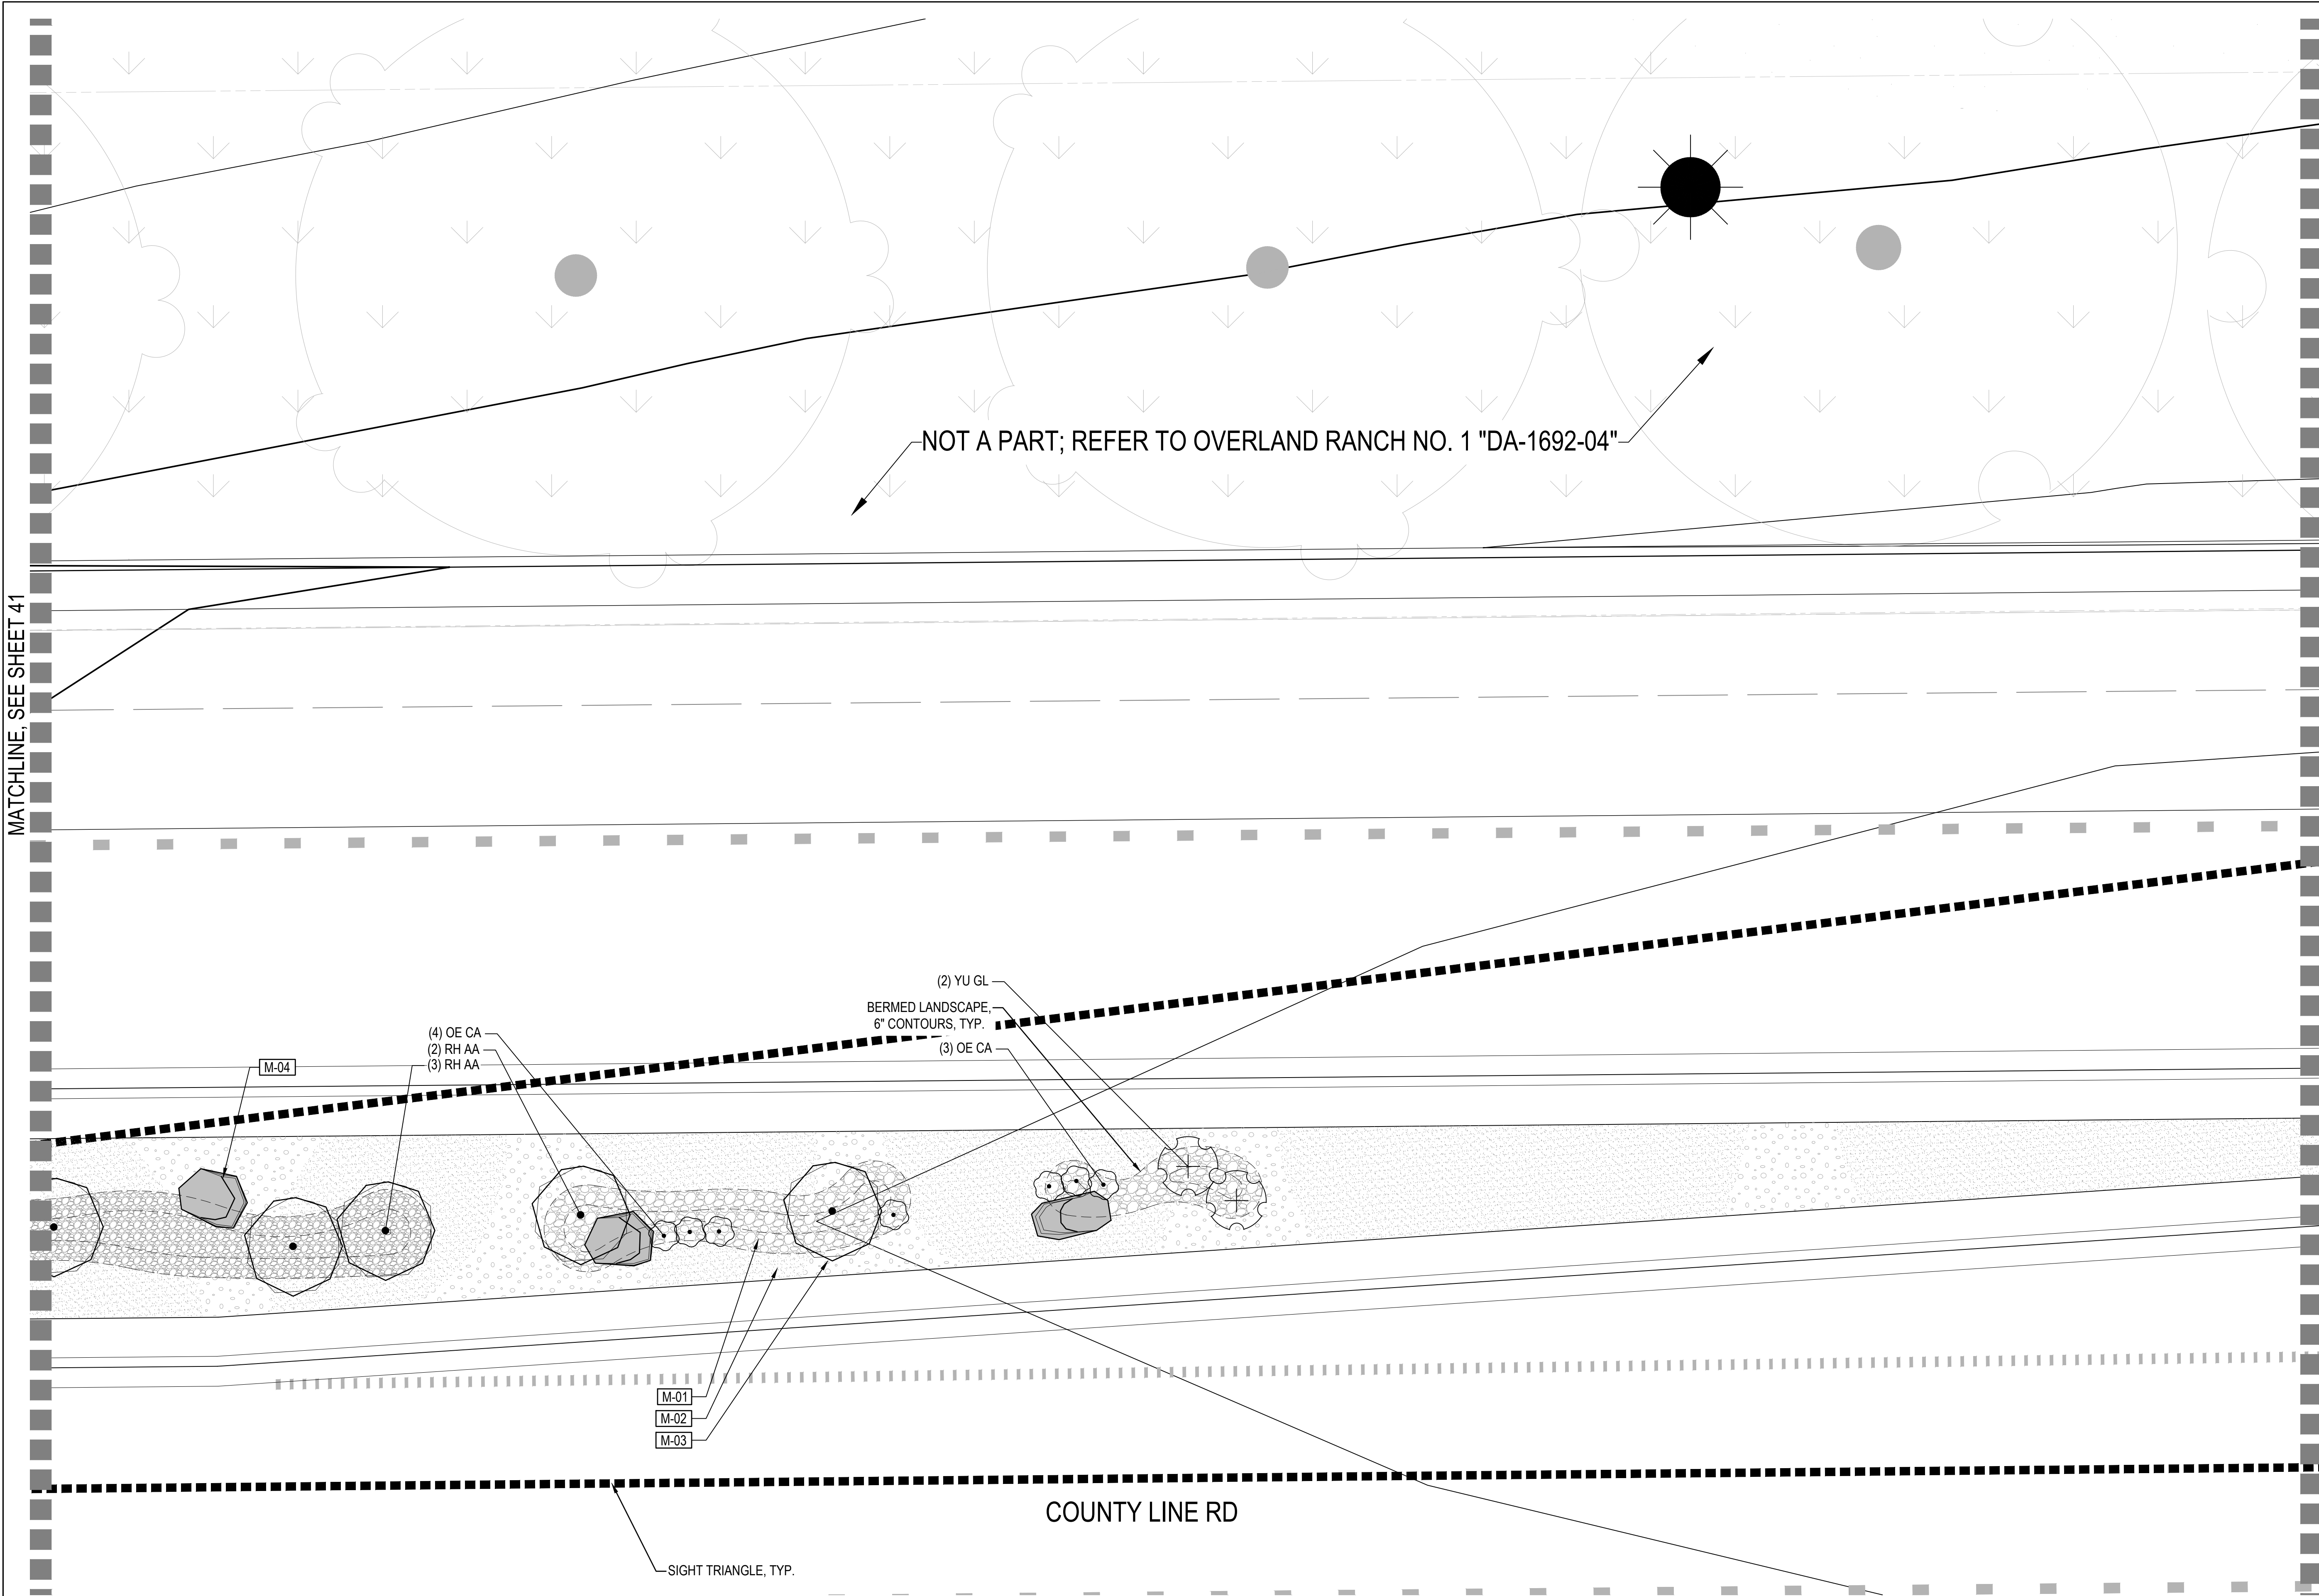 NOT A PART; REFER TO OVERLAND RANCH NO. 1 "DA-1692-04"
MATCHLINE, SEE SHEET 41
(2) YU GL
BERMED LANDSCAPE,
6" CONTOURS, TYP.
(3) OE CA
(4) OE CA
(2) RH AA
(3) RH AA
M-04
M-01
M-02
M-03
COUNTY LINE RD
SIGHT TRIANGLE, TYP.